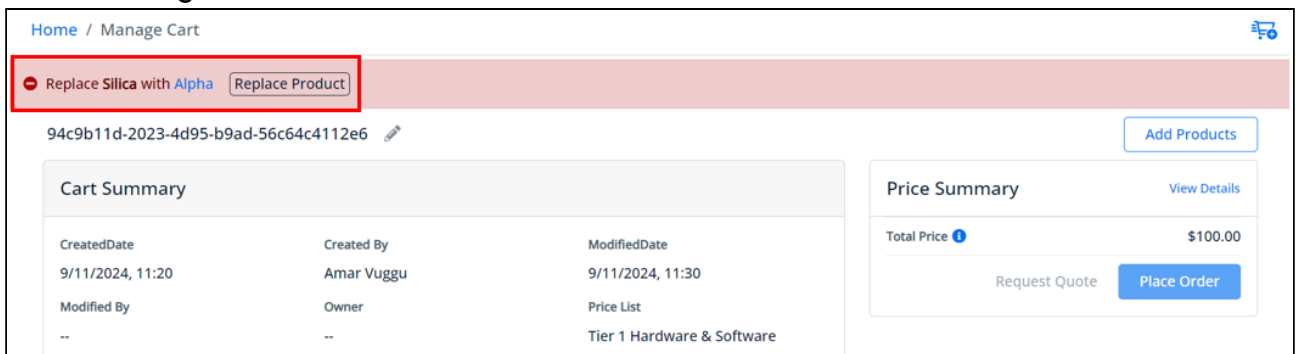 Home / Manage Cart
Replace Silica with Alpha Replace Product
94c9b11d-2023-4d95-b9ad-56c64c4112e6
Add Products
Cart Summary
CreatedDate Created By ModifiedDate
9/11/2024, 11:20 Amar Vuggu 9/11/2024, 11:30
Modified By Owner Price List
-- -- Tier 1 Hardware & Software
Price Summary View Details
Total Price $100.00
Request Quote Place Order